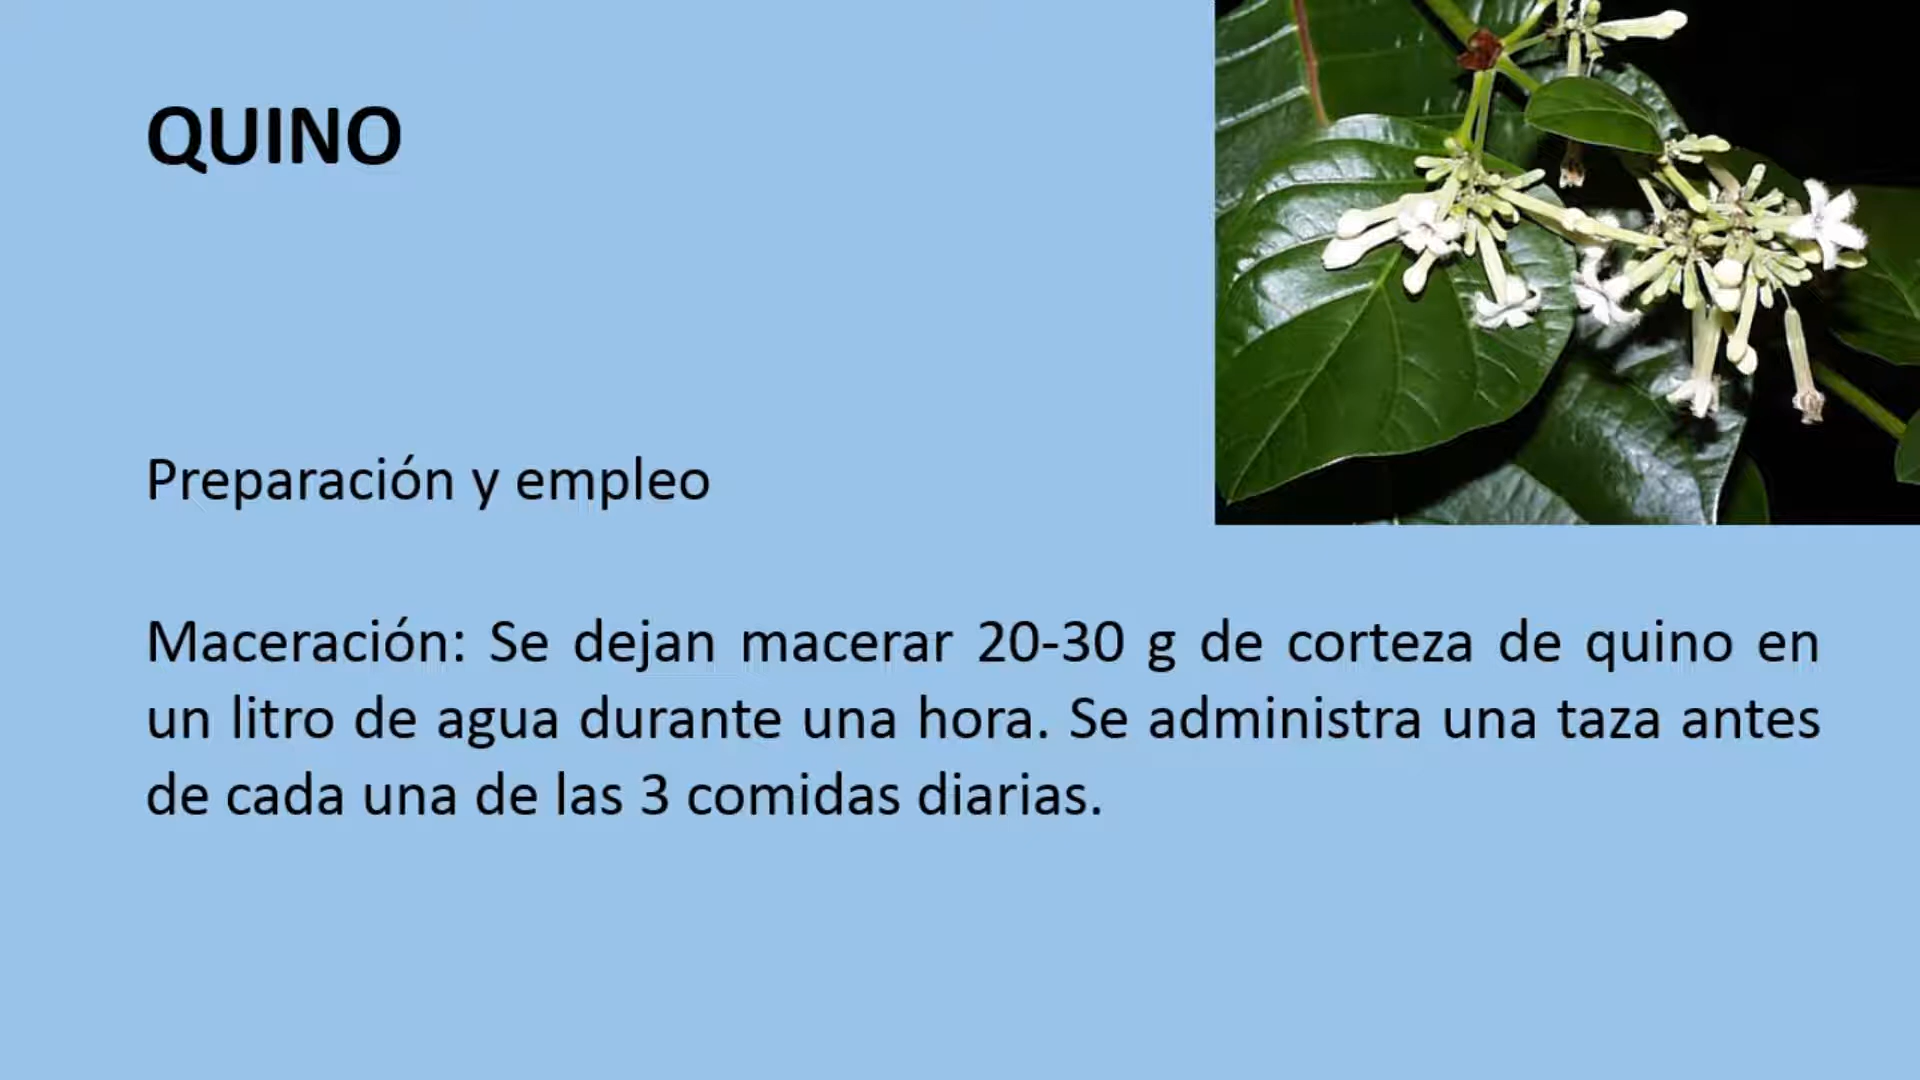 QUINO
Preparación y empleo
Maceración: Se dejan macerar 20-30 g de corteza de quino en
un litro de agua durante una hora. Se administra una taza antes
de cada una de las 3 comidas diarias.